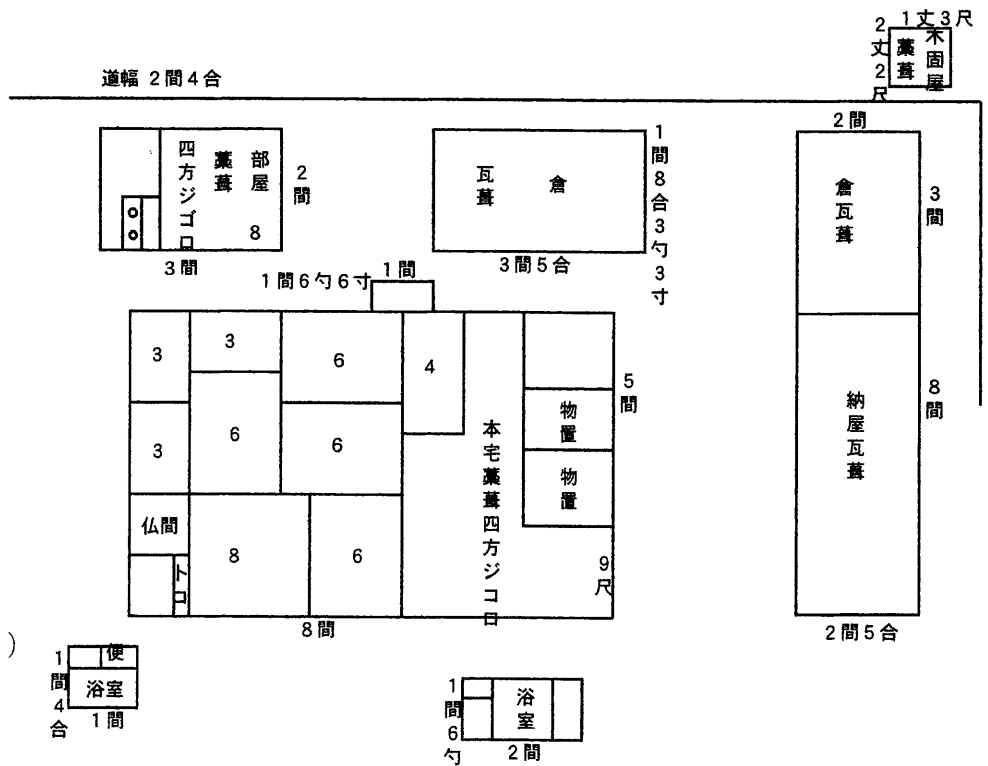 1丈3尺
2丈2尺
木固屋
藁葺
道幅 2間4合
部屋
藁葺
四方ジゴロ
8
2間
3間
倉
瓦葺
1間8合3勺3寸
3間5合
2間
倉瓦葺
3間
納屋瓦葺
8間
2間5合
1間6勺6寸
1間
3
3
6
4
3
6
6
仏間
トコ
8
6
物置
物置
本宅藁葺四方ジコロ
5間
9尺
8間
)
便
浴室
1間4合
1間
浴室
1間6勺
2間